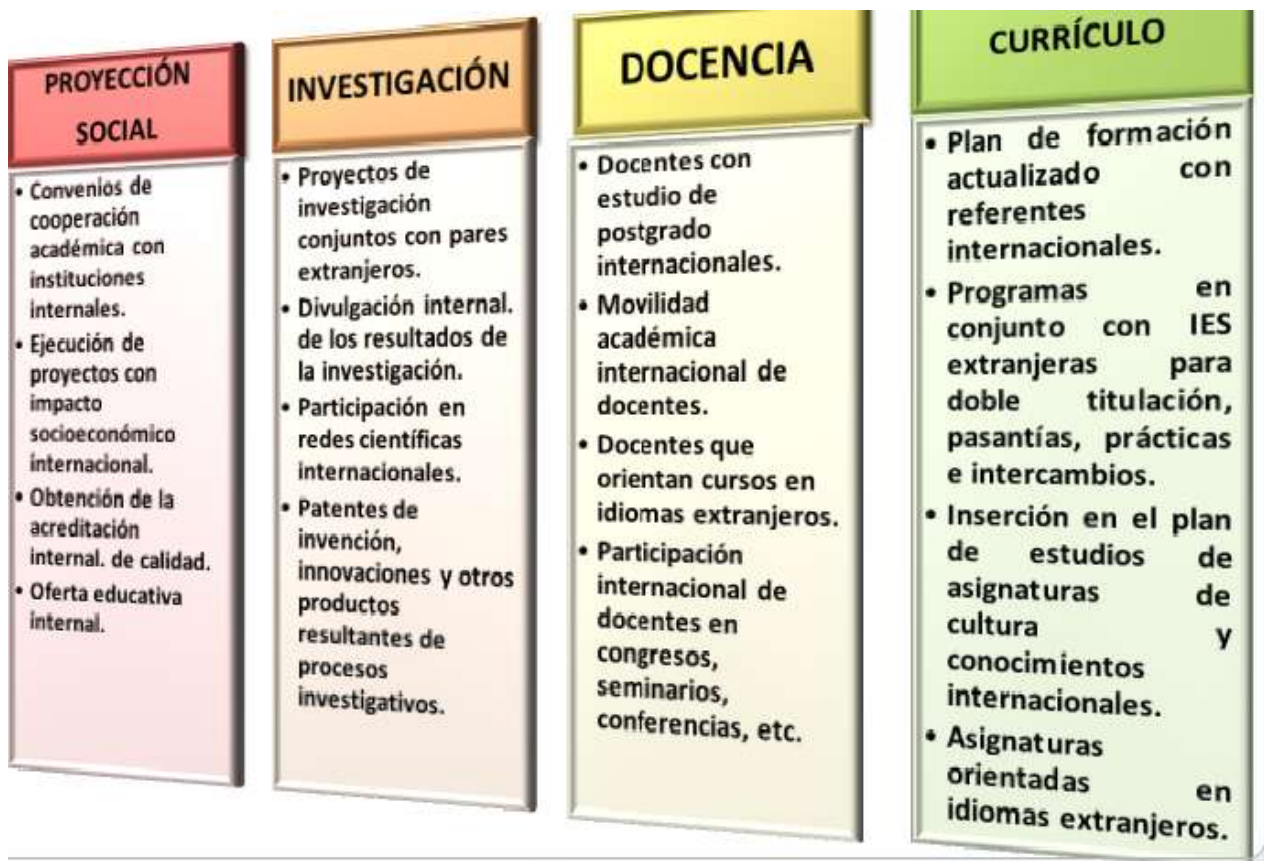 PROYECCIÓN
SOCIAL
• Convenios de
cooperación
académica con
instituciones
internales.
• Ejecución de
proyectos con
impacto
socioeconómico
internacional.
• Obtención de la
acreditación
internal. de calidad.
• Oferta educativa
internal.
INVESTIGACIÓN
• Proyectos de
investigación
conjuntos con pares
extranjeros.
• Divulgación internal.
de los resultados de
la investigación.
• Participación en
redes científicas
internacionales.
• Patentes de
invención,
innovaciones y otros
productos
resultantes de
procesos
investigativos.
DOCENCIA
• Docentes con
estudio de
postgrado
internacionales.
• Movilidad
académica
internacional de
docentes.
• Docentes que
orientan cursos en
idiomas extranjeros.
• Participación
internacional de
docentes en
congresos,
seminarios,
conferencias, etc.
CURRÍCULO
• Plan de formación
actualizado con
referentes
internacionales.
• Programas en
conjunto con IES
extranjeras para
doble titulación,
pasantías, prácticas
e intercambios.
• Inserción en el plan
de estudios de
asignaturas de
cultura y
conocimientos
internacionales.
• Asignaturas
orientadas en
idiomas extranjeros.